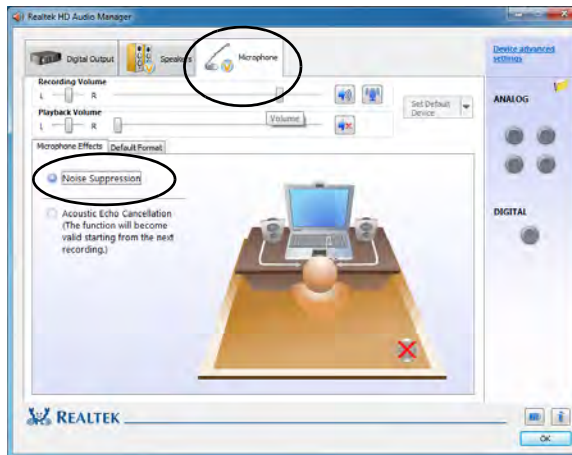 Realtek HD Audio Manager
Digital Output
Speakers
Microphone
Device advanced
settings
Recording Volume
L
R
Set Default
Device
Playback Volume
L
R
Volume
Microphone Effects
Default Format
Noise Suppression
Acoustic Echo Cancellation
(The function will become
valid starting from the next
recording.)
ANALOG
DIGITAL
REALTEK
i
OK